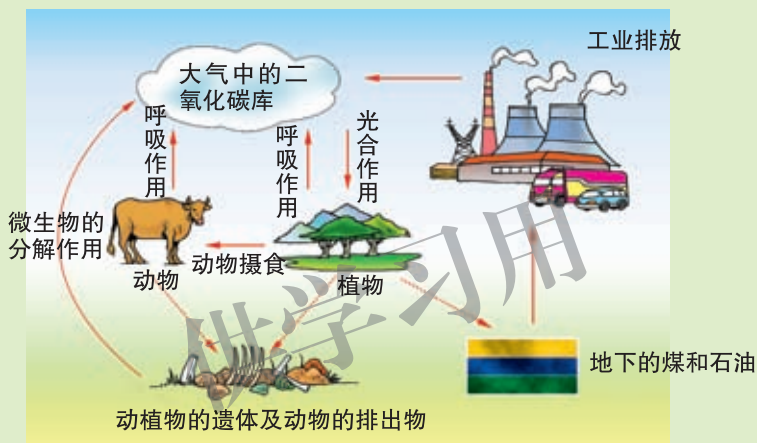 工业排放
大气中的二
氧化碳库
呼吸作用
呼吸作用
光合作用
微生物的
分解作用
动物摄食
动物
植物
供学习用
地下的煤和石油
动植物的遗体及动物的排出物